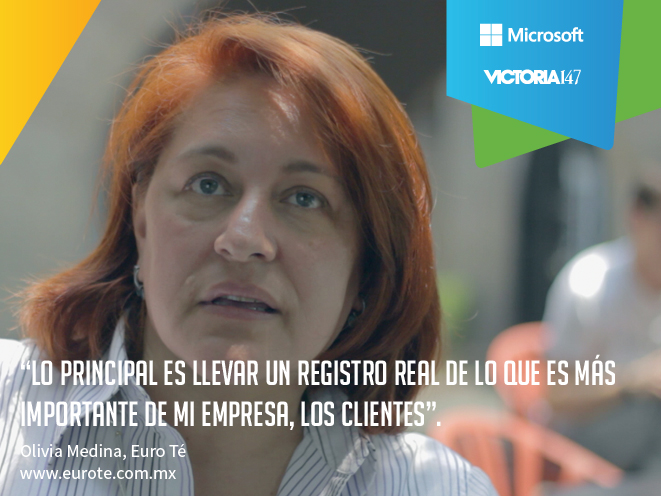 Microsoft
VICTORIA147
“LO PRINCIPAL ES LLEVAR UN REGISTRO REAL DE LO QUE ES MÁS
IMPORTANTE DE MI EMPRESA, LOS CLIENTES”.
Olivia Medina, Euro Té
www.eurote.com.mx